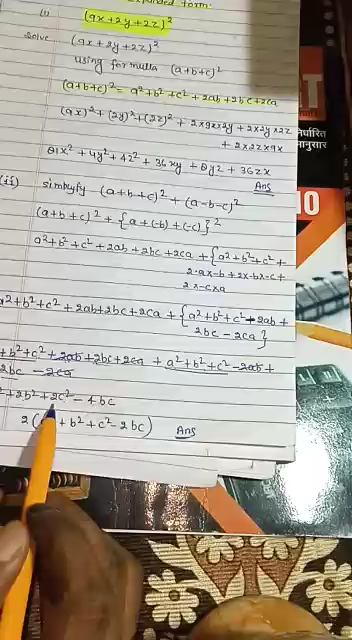 expanded form.
(i) (9x+2y+2z)²
Solve (9x+2y+2z)²
using formulla (a+b+c)²
(a+b+c)² = a²+b²+c²+2ab+2bc+2ca
(9x)²+(2y)²+(2z)² + 2×9x×2y + 2×2y×2z
+ 2×2z×9x
81x²+4y²+4z²+36xy+8yz+36zx
Ans
(ii) simplyfy (a+b+c)²+(a-b-c)²
(a+b+c)² + {a+(-b)+(-c)}²
a²+b²+c²+2ab+2bc+2ca+{a²+b²+c²+
2×a×-b+2×-b×-c+
2×-c×a
a²+b²+c²+2ab+2bc+2ca + {a²+b²+c²-2ab+
2bc-2ca}
+b²+c²+2ab+2bc+2ca + a²+b²+c²-2ab+
2bc-2ca
+2b²+2c²-4bc
2( +b²+c²-2bc) Ans
निर्धारित
नुसार
10